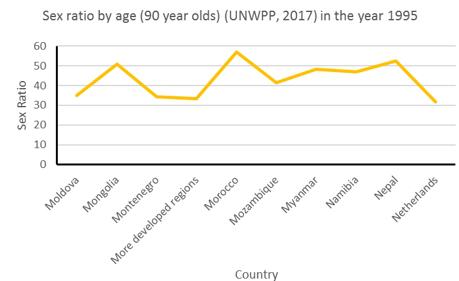 Sex ratio by age (90 year olds) (UNWPP, 2017) in the year 1995
Sex Ratio
60
50
40
30
20
10
0
Moldova
Mongolia
Montenegro
More developed regions
Morocco
Mozambique
Myanmar
Namibia
Nepal
Netherlands
Country